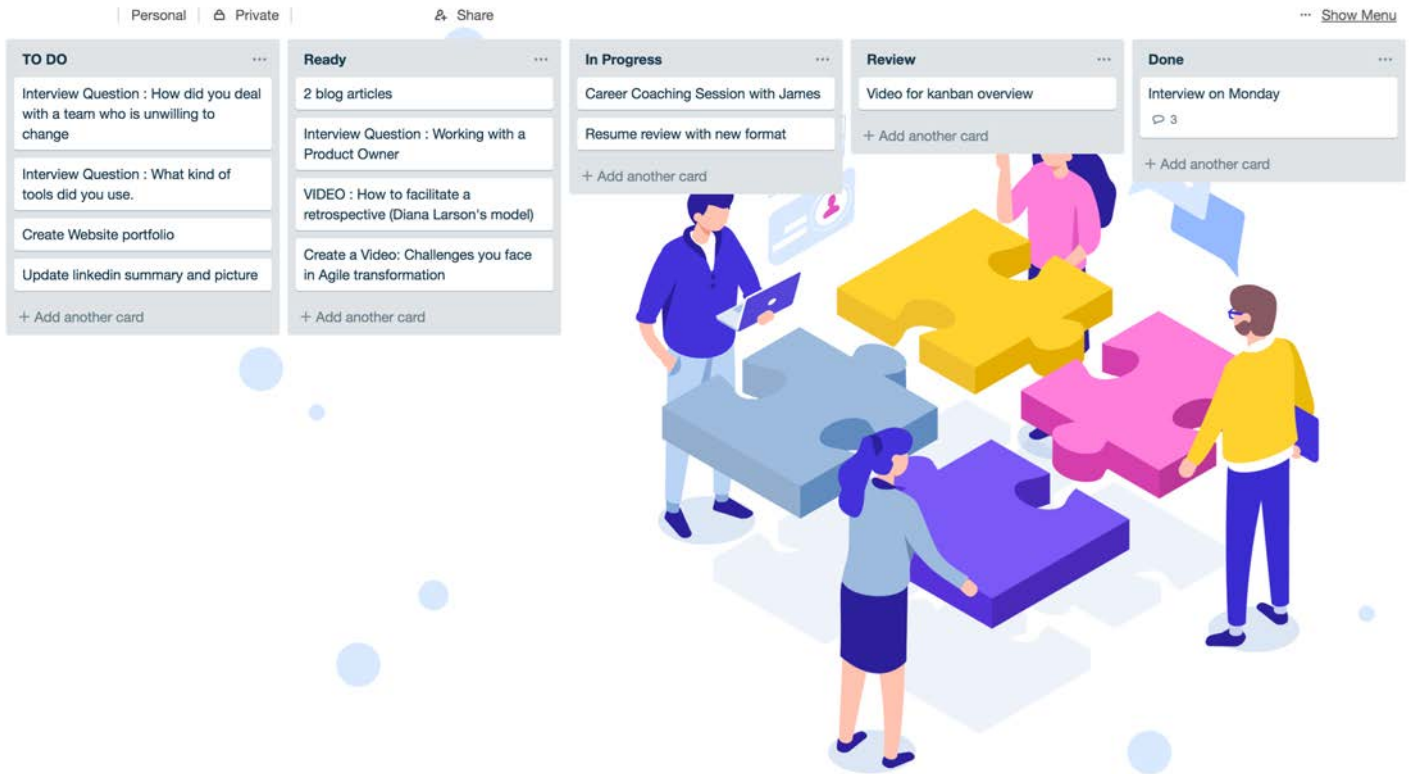 Personal
Private
Share
... Show Menu
TO DO ...
Interview Question : How did you deal
with a team who is unwilling to
change
Interview Question : What kind of
tools did you use.
Create Website portfolio
Update linkedin summary and picture
+ Add another card
Ready ...
2 blog articles
Interview Question : Working with a
Product Owner
VIDEO : How to facilitate a
retrospective (Diana Larson's model)
Create a Video: Challenges you face
in Agile transformation
+ Add another card
In Progress ...
Career Coaching Session with James
Resume review with new format
+ Add another card
Review ...
Video for kanban overview
+ Add another card
Done ...
Interview on Monday
3
+ Add another card